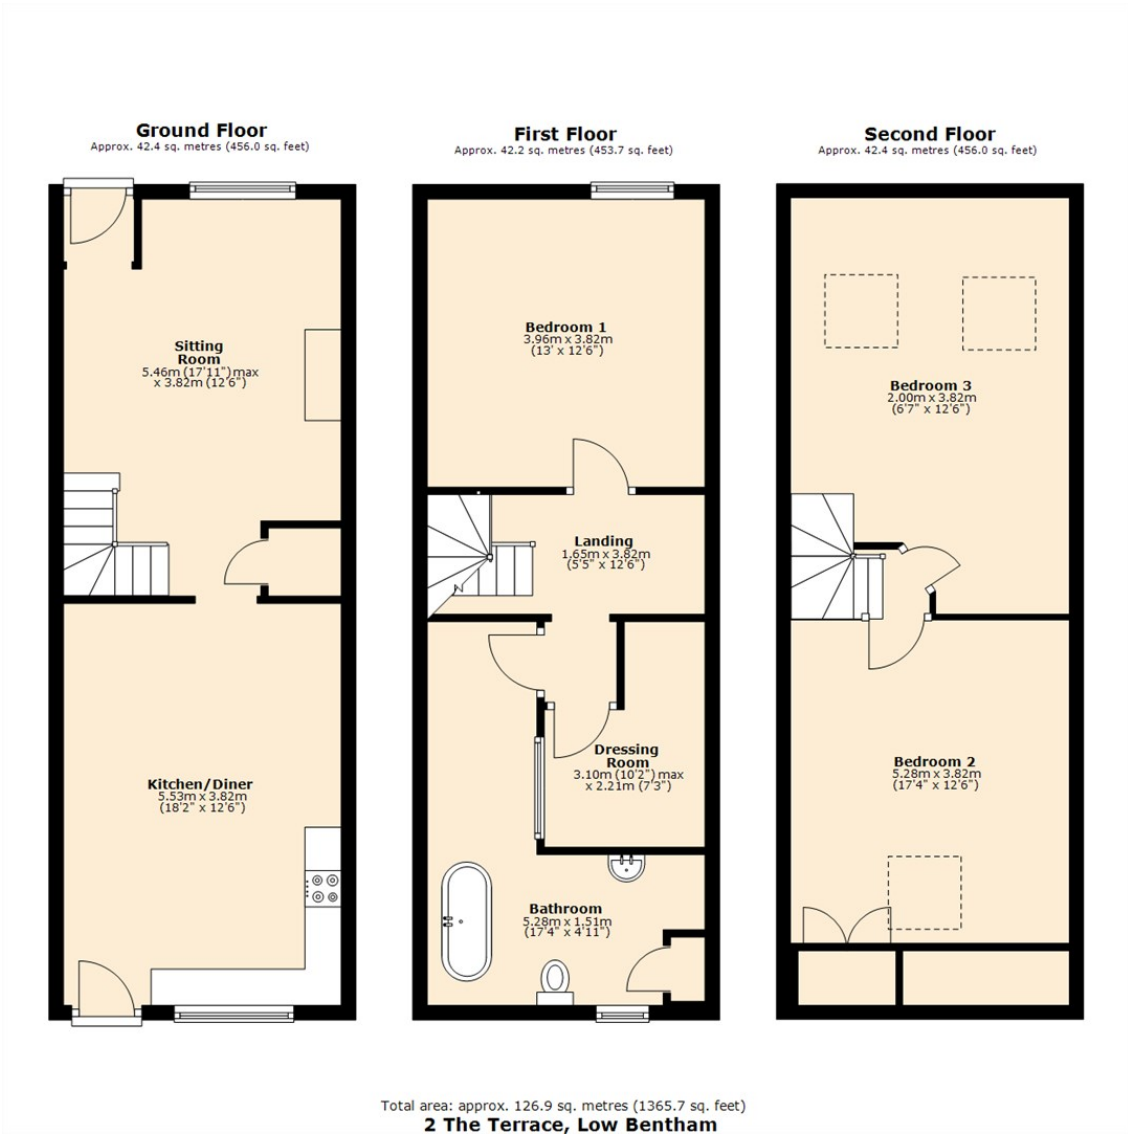 Ground Floor
Approx. 42.4 sq. metres (456.0 sq. feet)
Sitting
Room
5.46m (17'11") max
x 3.82m (12'6")
Kitchen/Diner
5.53m x 3.82m
(18'2" x 12'6")
First Floor
Approx. 42.2 sq. metres (453.7 sq. feet)
Bedroom 1
3.96m x 3.82m
(13' x 12'6")
Landing
1.65m x 3.82m
(5'5" x 12'6")
Dressing
Room
3.10m (10'2") max
x 2.21m (7'3")
Bathroom
5.28m x 1.51m
(17'4" x 4'11")
Second Floor
Approx. 42.4 sq. metres (456.0 sq. feet)
Bedroom 3
2.00m x 3.82m
(6'7" x 12'6")
Bedroom 2
5.28m x 3.82m
(17'4" x 12'6")
Total area: approx. 126.9 sq. metres (1365.7 sq. feet)
2 The Terrace, Low Bentham